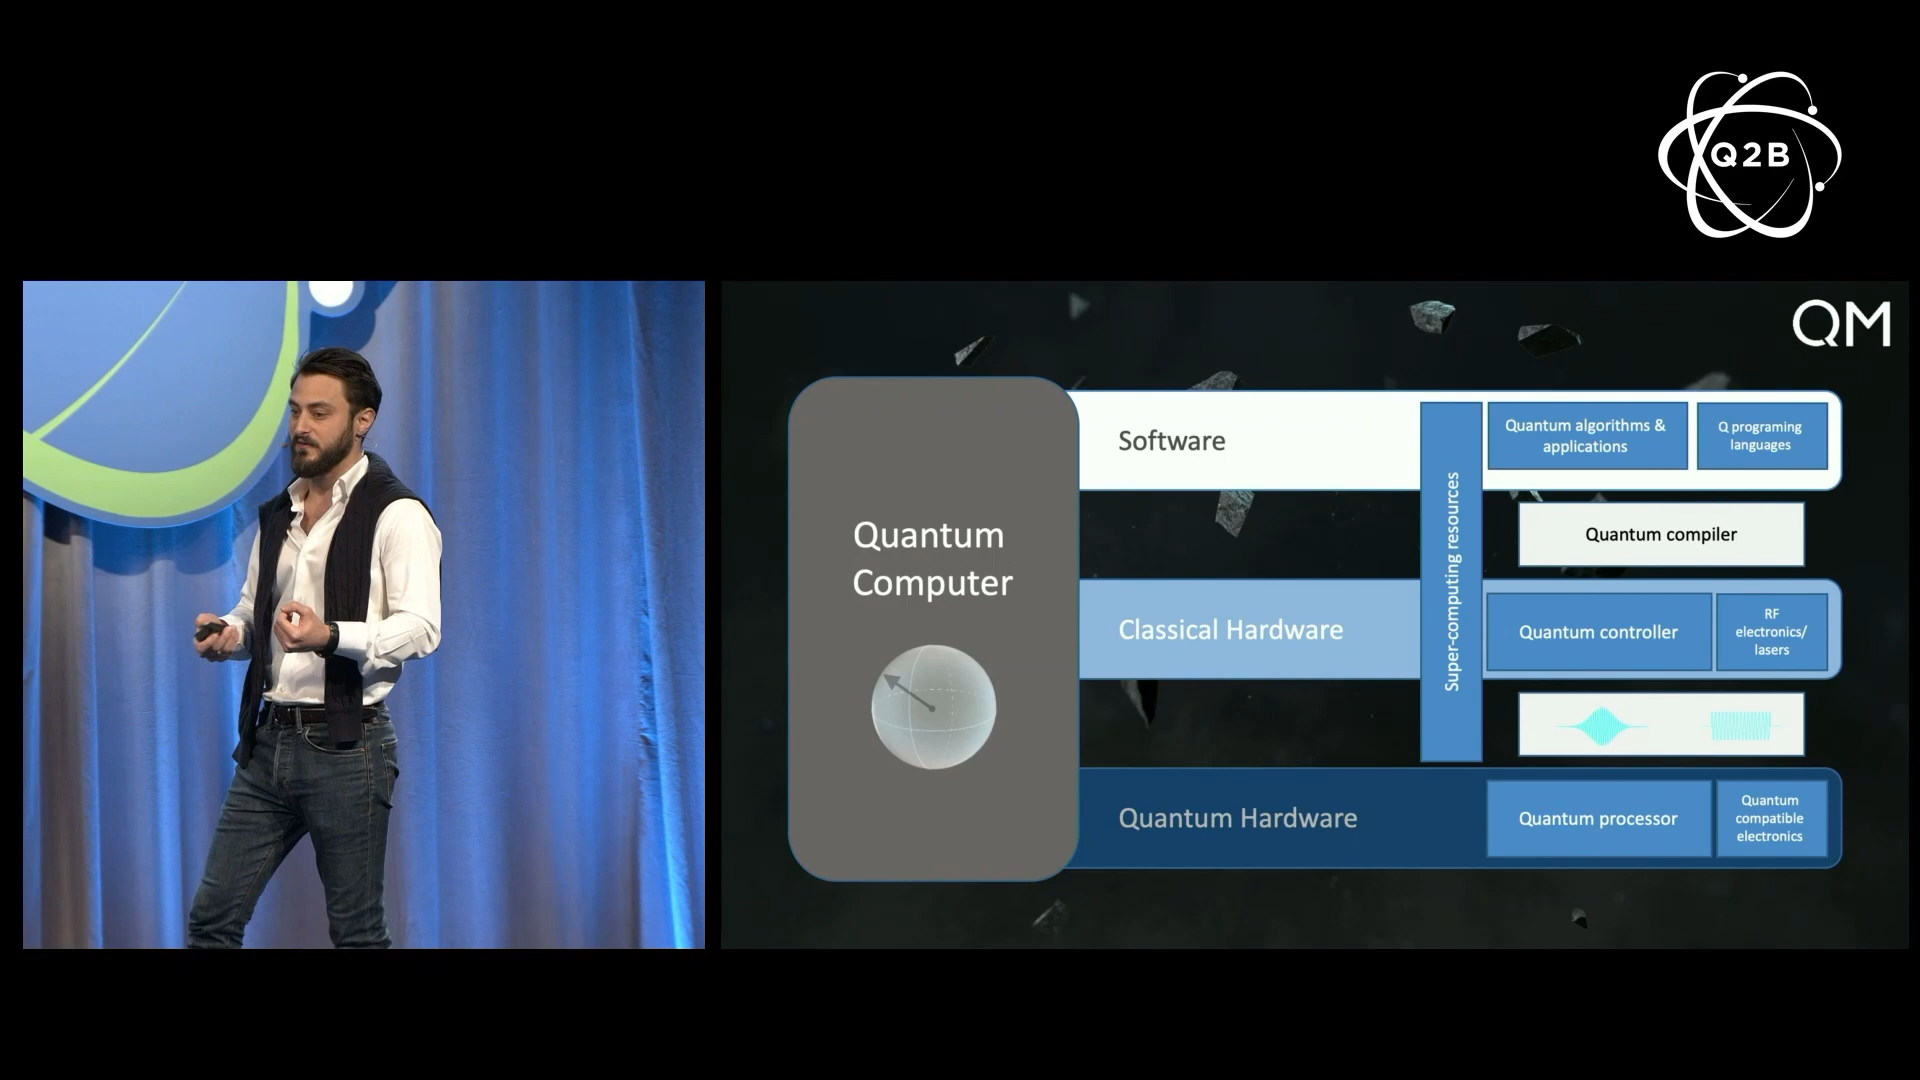 Q2B
QM
Quantum
Computer
Software
Super-computing resources
Quantum algorithms &
applications
Q programing
languages
Quantum compiler
Classical Hardware
Quantum controller
RF
electronics/
lasers
Quantum Hardware
Quantum processor
Quantum
compatible
electronics